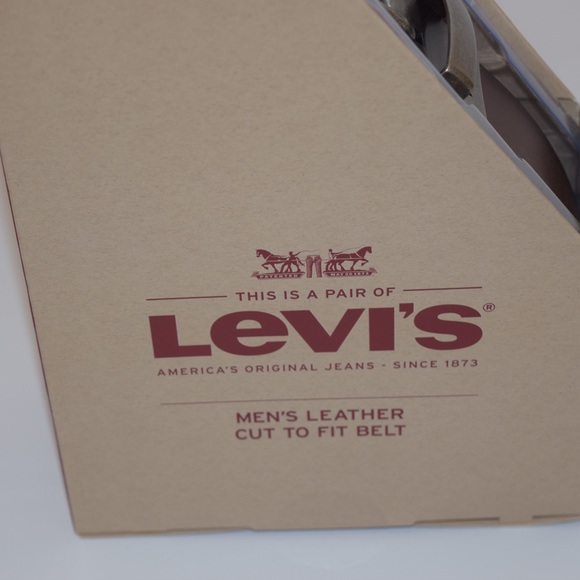 THIS IS A PAIR OF
LEVI'S®
AMERICA'S ORIGINAL JEANS - SINCE 1873
MEN'S LEATHER
CUT TO FIT BELT